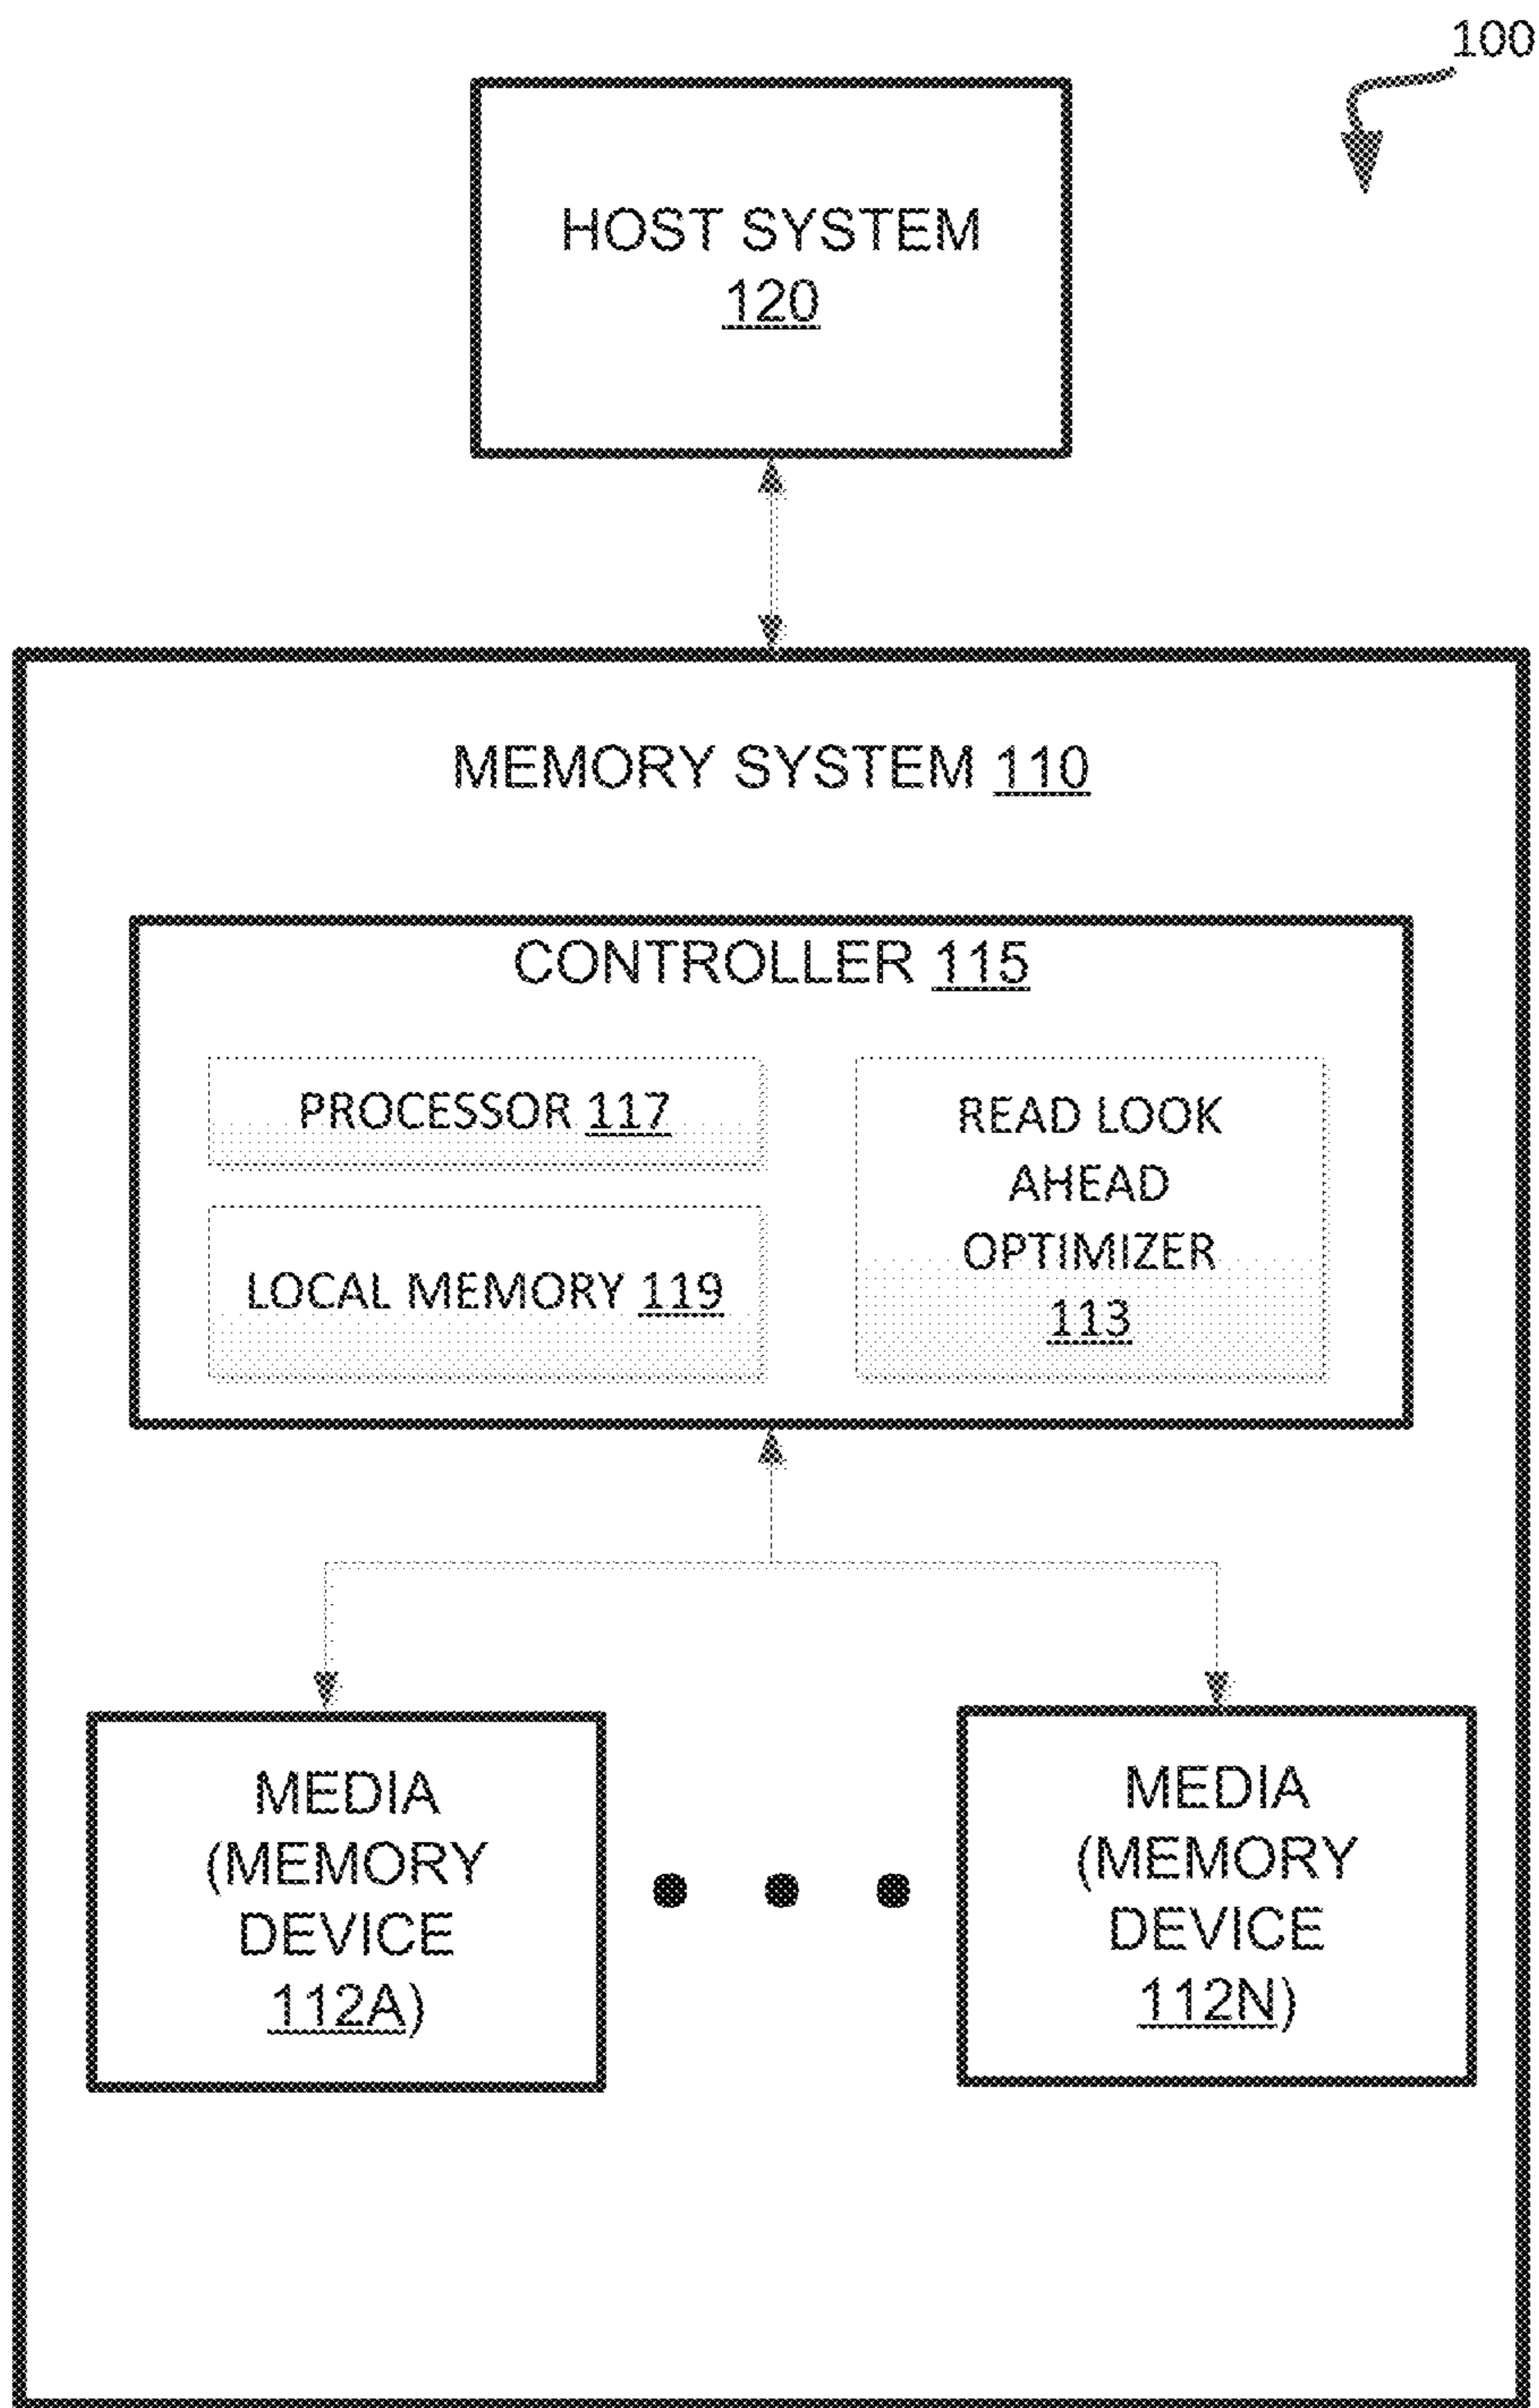 100
HOST SYSTEM
120
MEMORY SYSTEM 110
CONTROLLER 115
PROCESSOR 117
LOCAL MEMORY 119
READ LOOK
AHEAD
OPTIMIZER
113
MEDIA
(MEMORY
DEVICE
112A)
MEDIA
(MEMORY
DEVICE
112N)